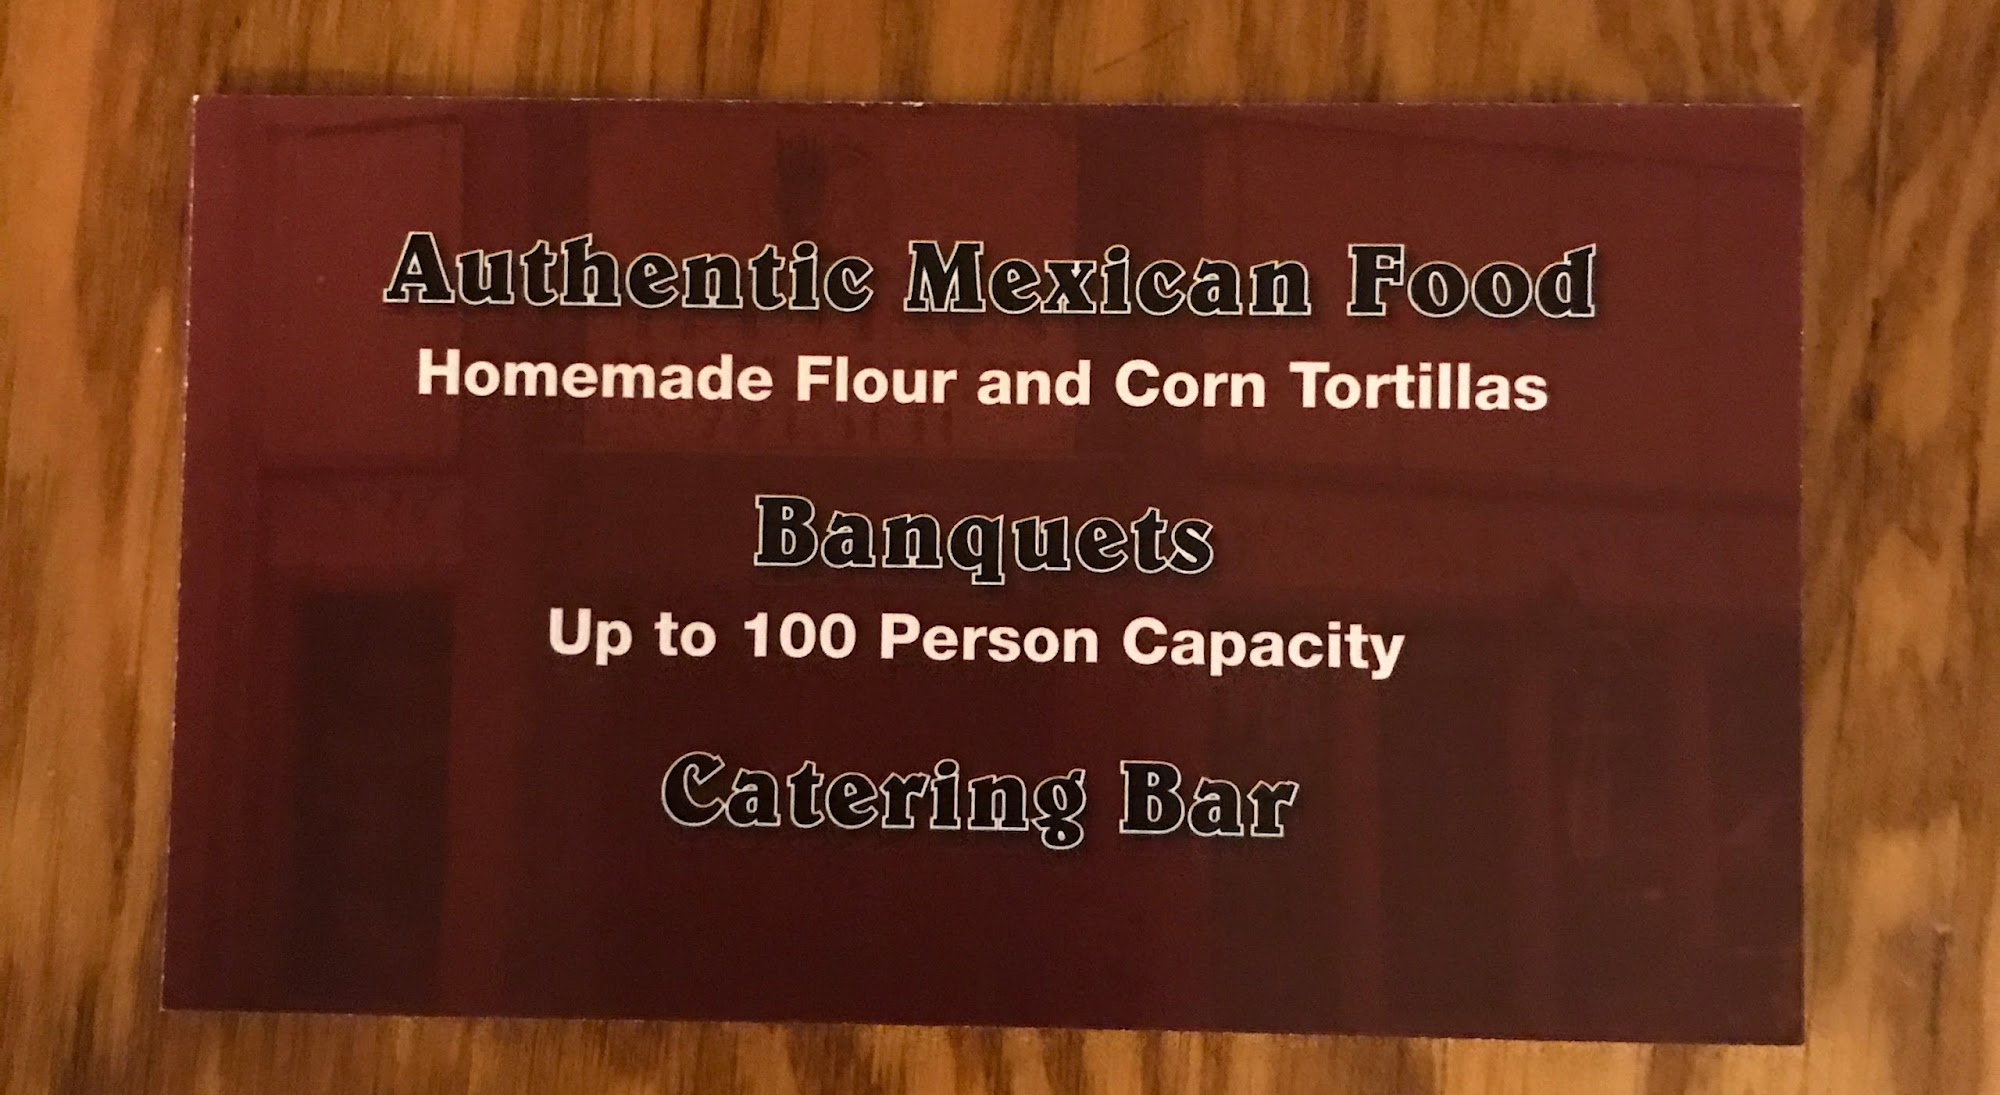 Authentic Mexican Food
Homemade Flour and Corn Tortillas
Banquets
Up to 100 Person Capacity
Catering Bar